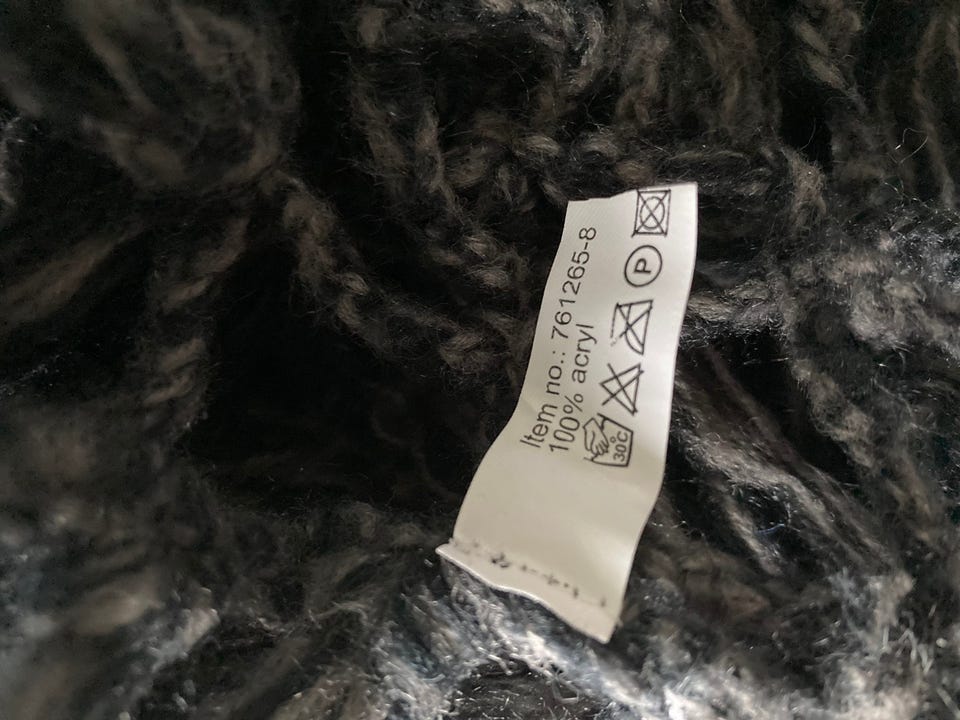 Item no.: 761265-8
100% acryl
30°C
P